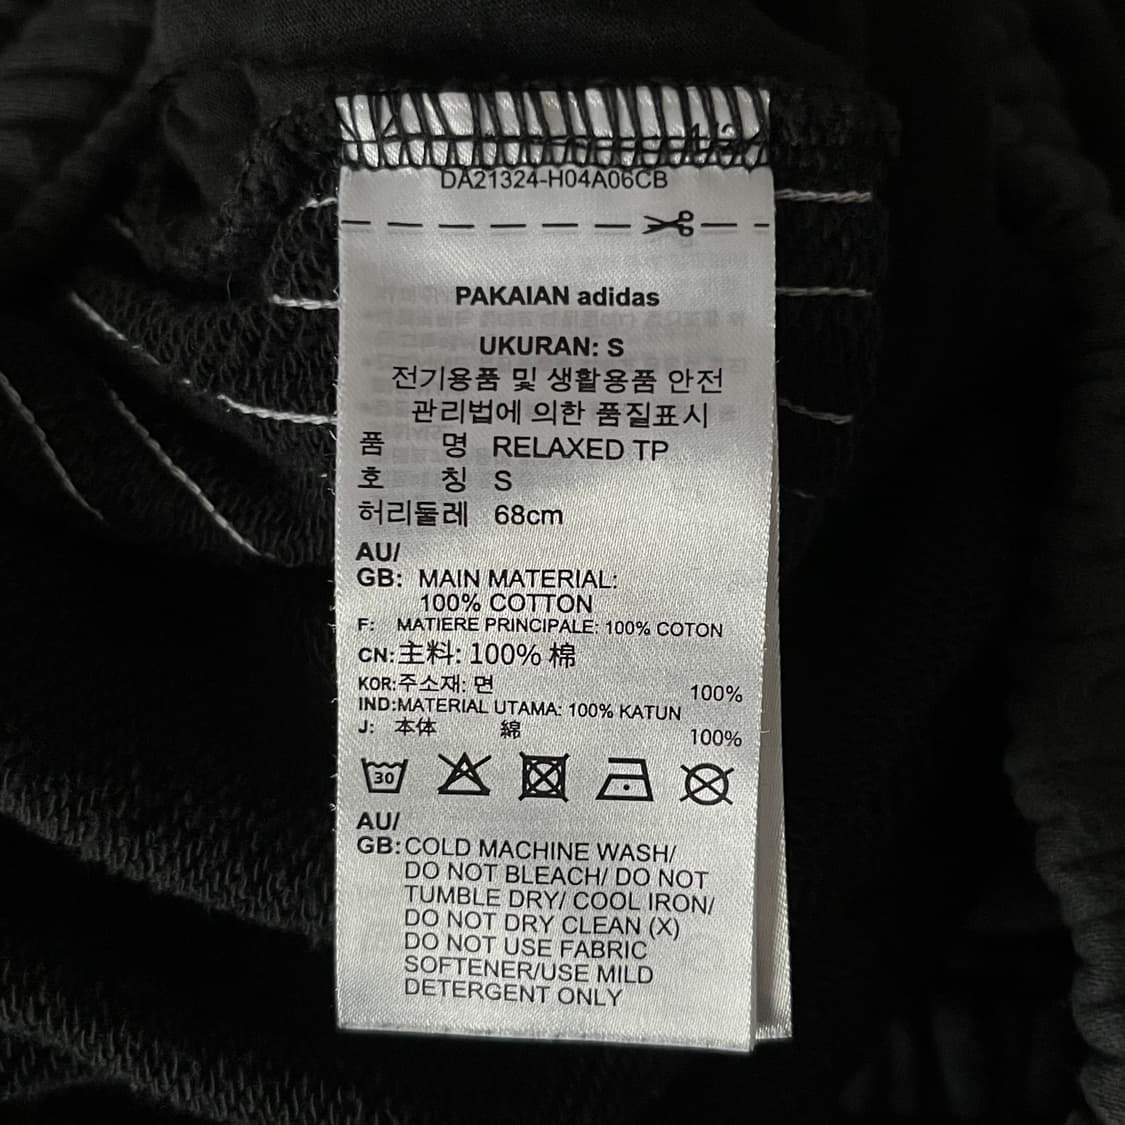 DA21324-H04A06CB
PAKAIAN adidas
UKURAN: S
전기용품 및 생활용품 안전
관리법에 의한 품질표시
품 명 RELAXED TP
호 칭 S
허리둘레 68cm
AU/
GB: MAIN MATERIAL:
100% COTTON
F: MATIERE PRINCIPALE: 100% COTON
CN:主料: 100% 棉
KOR:주소재: 면 100%
IND:MATERIAL UTAMA: 100% KATUN
J: 本体 綿 100%
30
AU/
GB:COLD MACHINE WASH/
DO NOT BLEACH/ DO NOT
TUMBLE DRY/ COOL IRON/
DO NOT DRY CLEAN (X)
DO NOT USE FABRIC
SOFTENER/USE MILD
DETERGENT ONLY